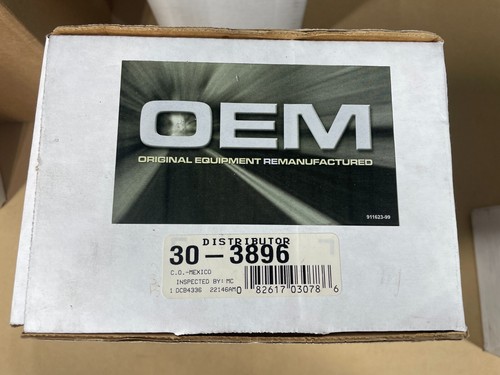 OEM
ORIGINAL EQUIPMENT REMANUFACTURED
911623-99
DISTRIBUTOR
30-3896
C.O.-MEXICO
INSPECTED BY: MC
1 DCB4336 22146AM
0 82617 03078 6